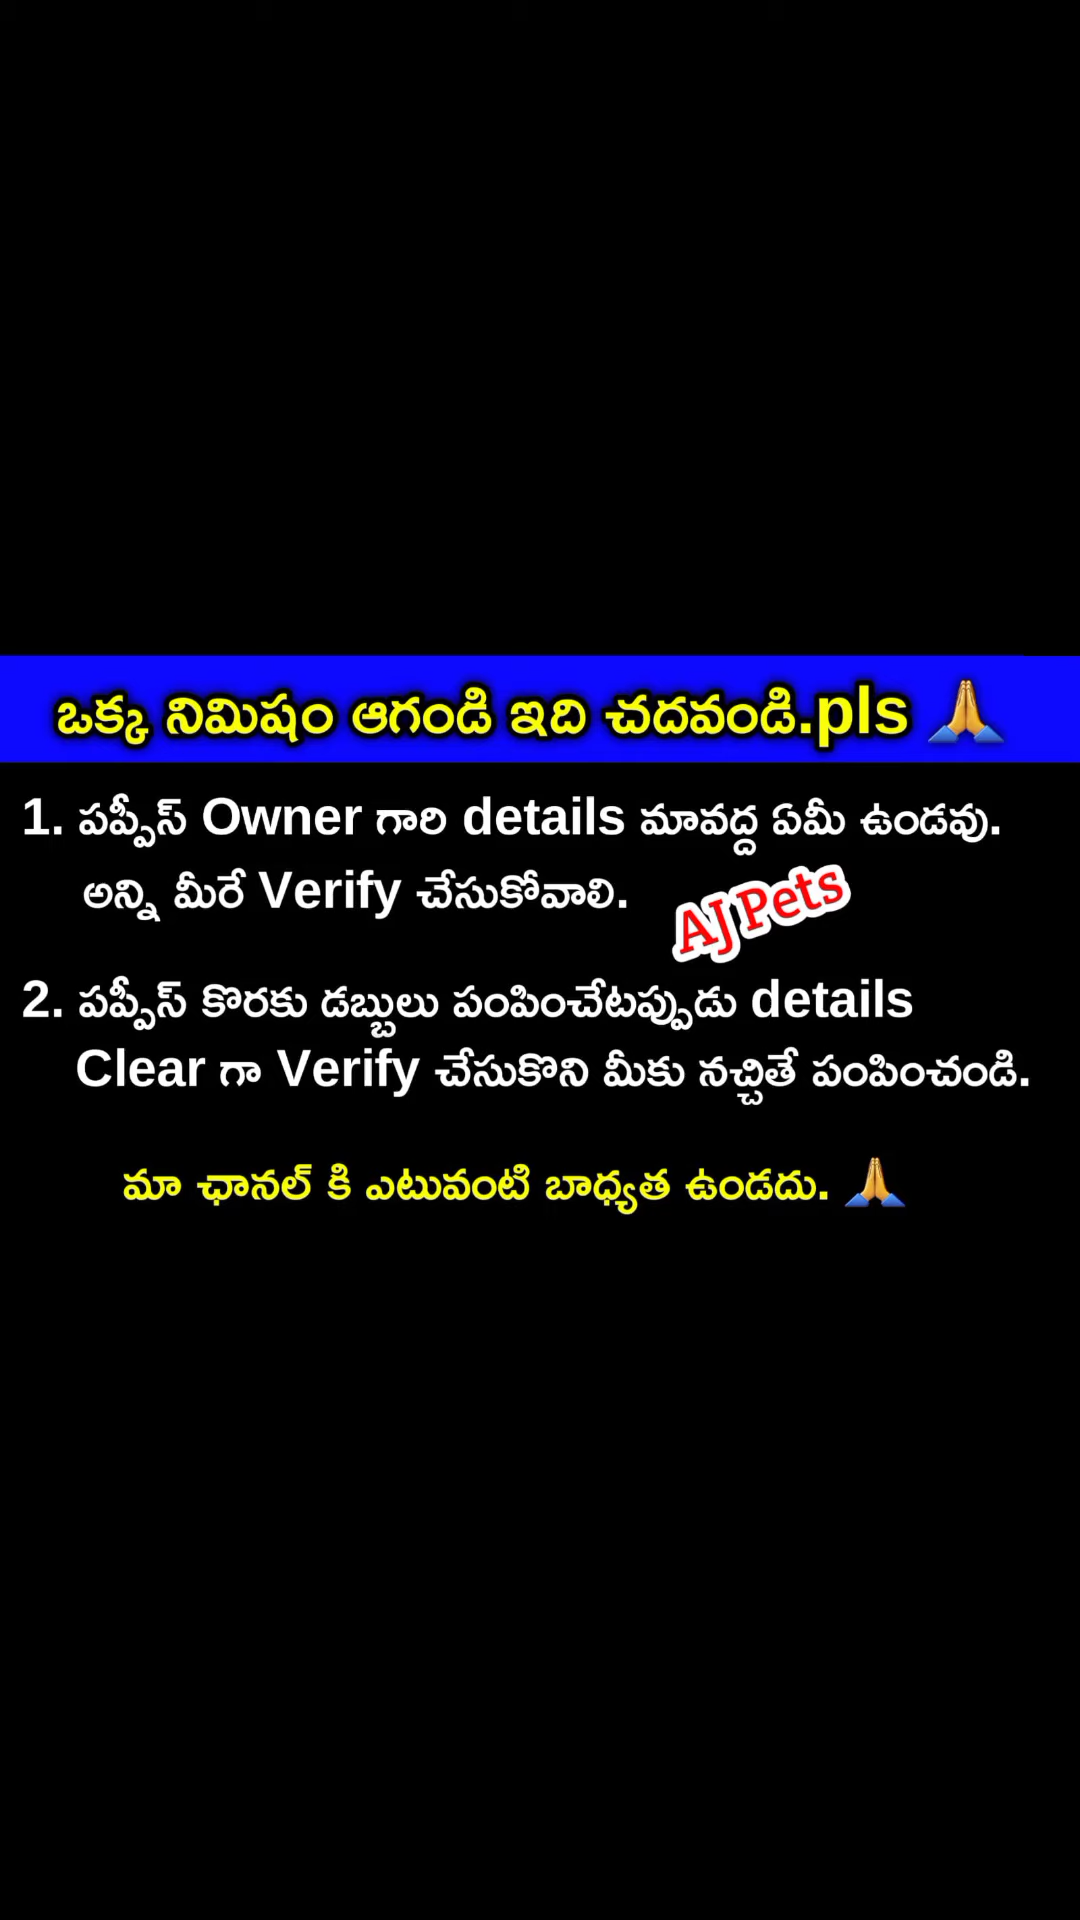 ఒక్క నిమిషం ఆగండి ఇది చదవండి.pls 🙏
1. పప్పీస్ Owner గారి details మావద్ద ఏమీ ఉండవు.
అన్ని మీరే Verify చేసుకోవాలి.
AJ Pets
2. పప్పీస్ కొరకు డబ్బులు పంపించేటప్పుడు details
Clear గా Verify చేసుకొని మీకు నచ్చితే పంపించండి.
మా ఛానల్ కి ఎటువంటి బాధ్యత ఉండదు. 🙏